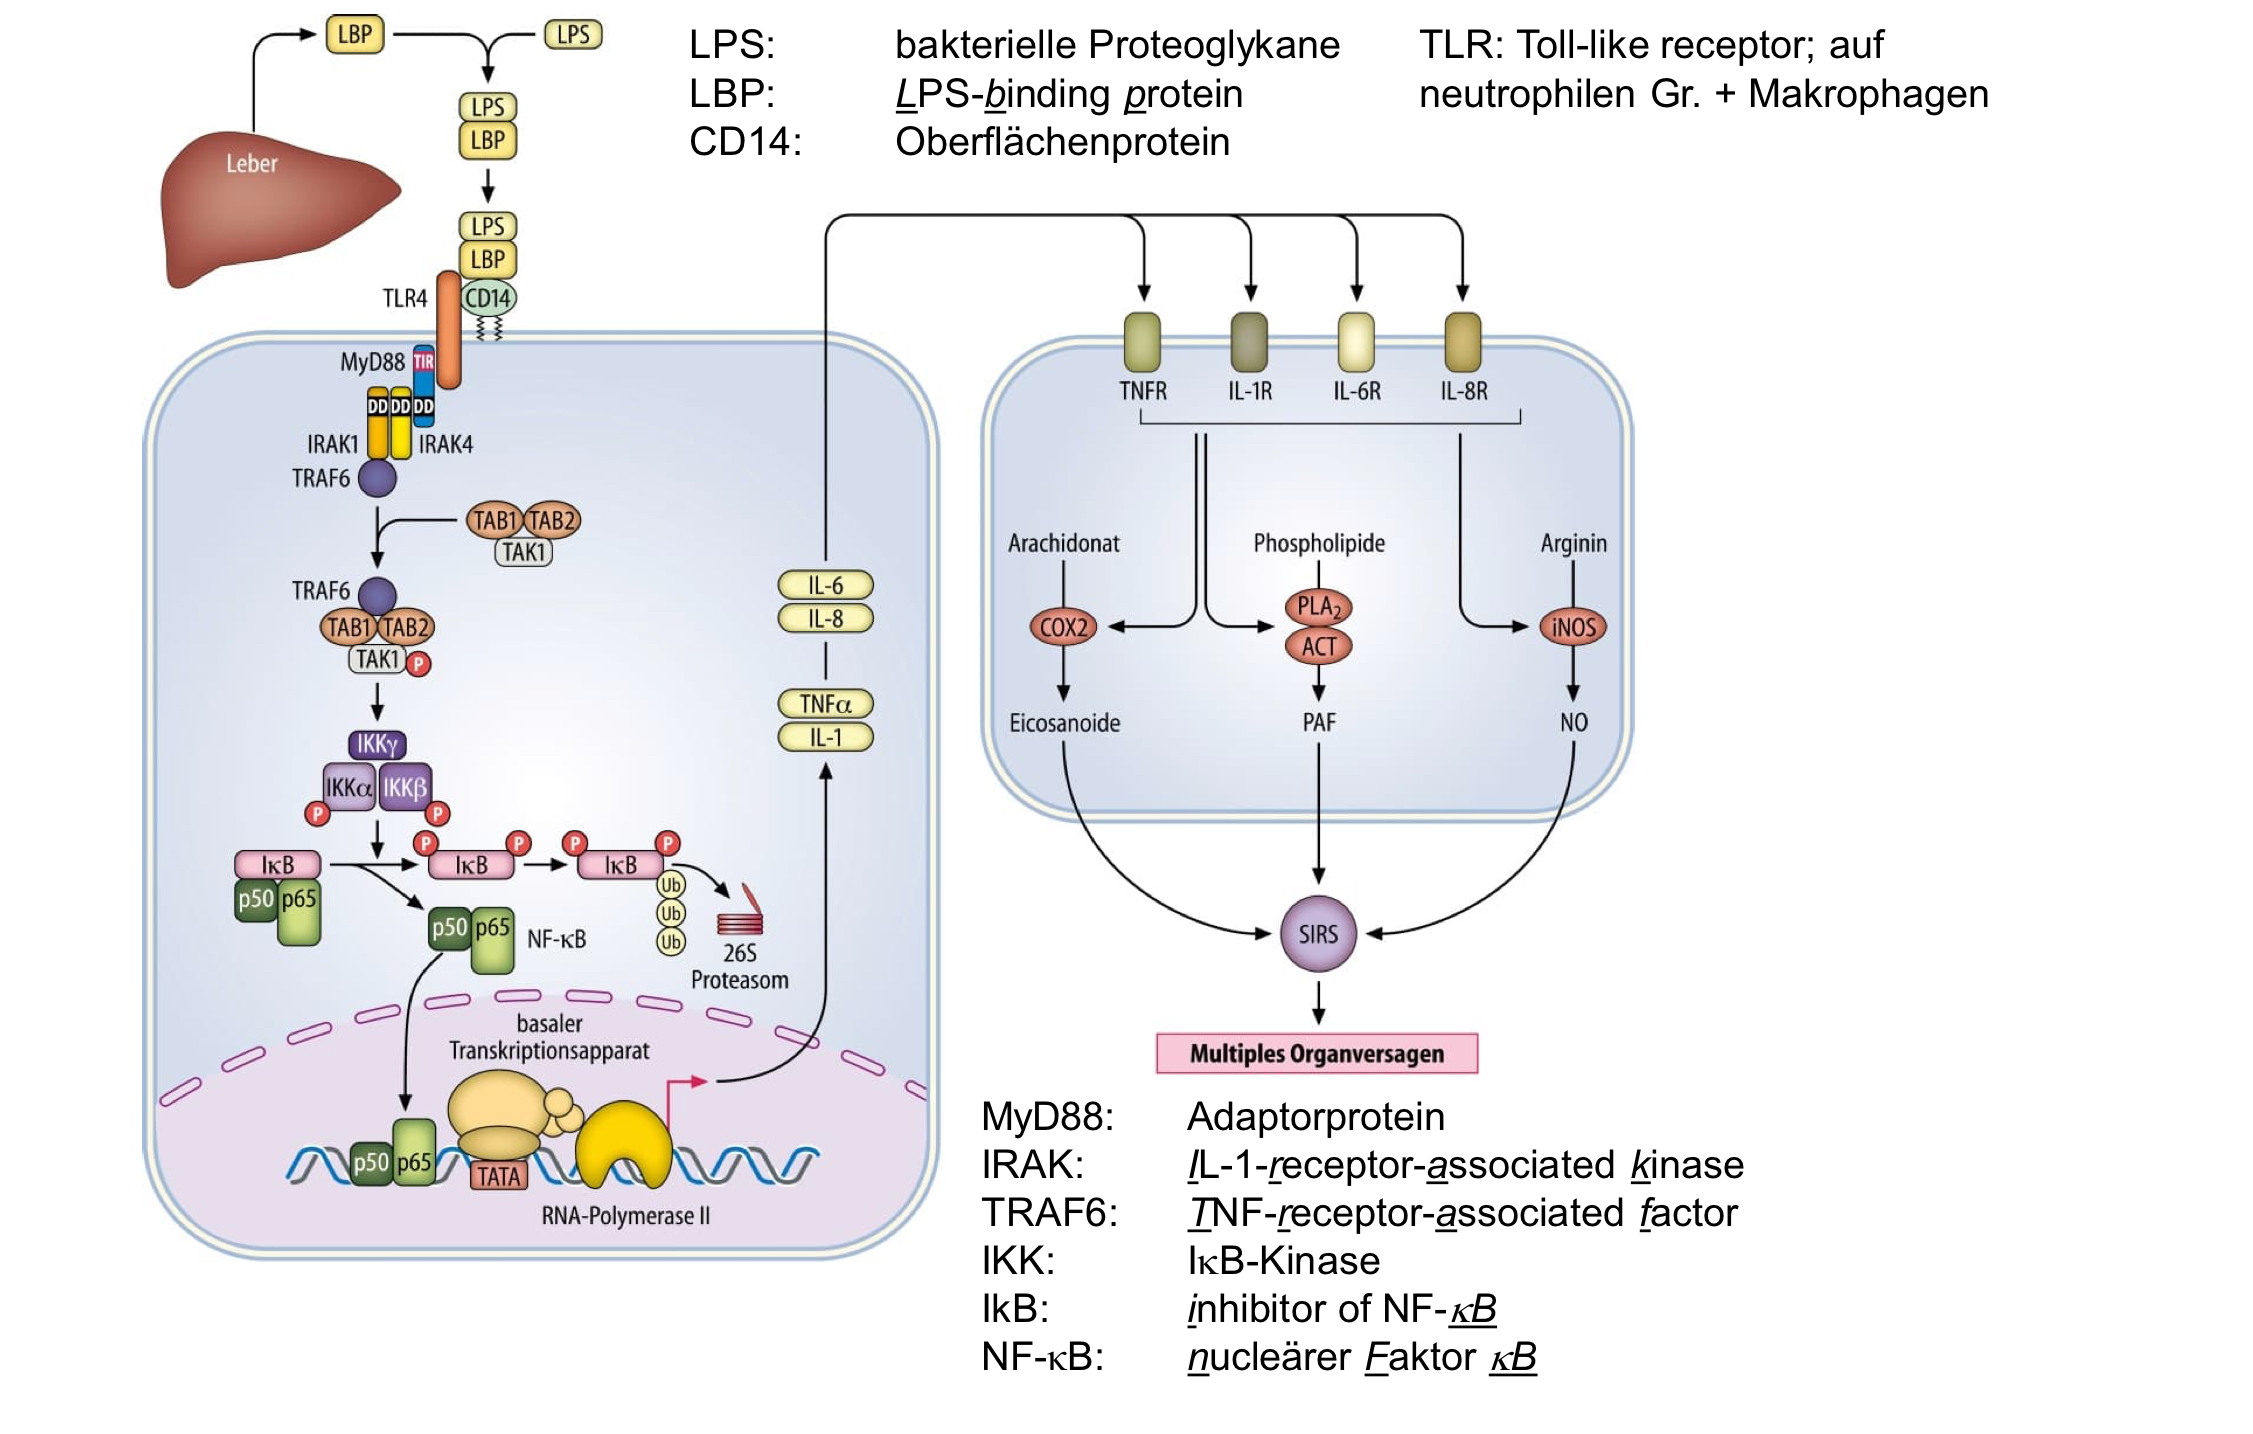 LBP
LPS
LPS: bakterielle Proteoglykane
LBP: LPS-binding protein
CD14: Oberflächenprotein
TLR: Toll-like receptor; auf
neutrophilen Gr. + Makrophagen
LPS
LBP
Leber
LPS
LBP
TLR4
CD14
MyD88
TIR
DD
DD
DD
IRAK1
IRAK4
TRAF6
TAB1
TAB2
TAK1
TRAF6
TAB1
TAB2
TAK1
P
IKKγ
IKKα
IKKβ
P
P
IκB
p50
p65
P
P
IκB
P
P
IκB
Ub
Ub
Ub
26S
Proteasom
p50
p65
NF-κB
basaler
Transkriptionsapparat
p50
p65
TATA
RNA-Polymerase II
IL-6
IL-8
TNFα
IL-1
TNFR
IL-1R
IL-6R
IL-8R
Arachidonat
Phospholipide
Arginin
COX2
PLA₂
ACT
iNOS
Eicosanoide
PAF
NO
SIRS
Multiples Organversagen
MyD88: Adaptorprotein
IRAK: IL-1-receptor-associated kinase
TRAF6: TNF-receptor-associated factor
IKK: IκB-Kinase
IkB: inhibitor of NF-κB
NF-κB: nucleärer Faktor κB